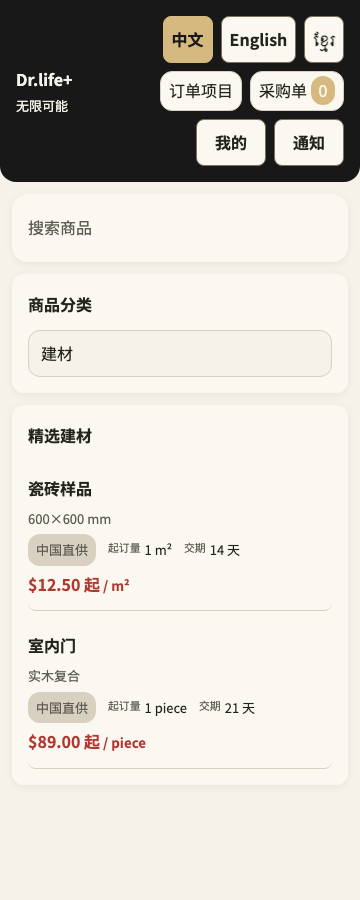 中文 English ខ្មែរ
Dr.life+
无限可能
订单项目 采购单 0
我的 通知
搜索商品
商品分类
建材
精选建材
瓷砖样品
600×600 mm
中国直供 起订量 1 m² 交期 14 天
$12.50 起 / m²
室内门
实木复合
中国直供 起订量 1 piece 交期 21 天
$89.00 起 / piece